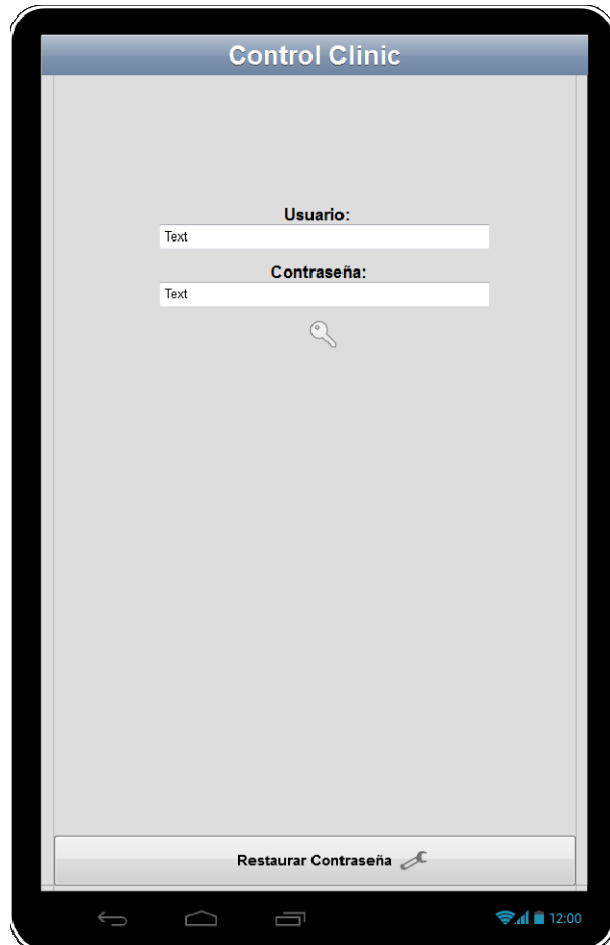 Control Clinic
Usuario:
Text
Contraseña:
Text
Restaurar Contraseña
12:00